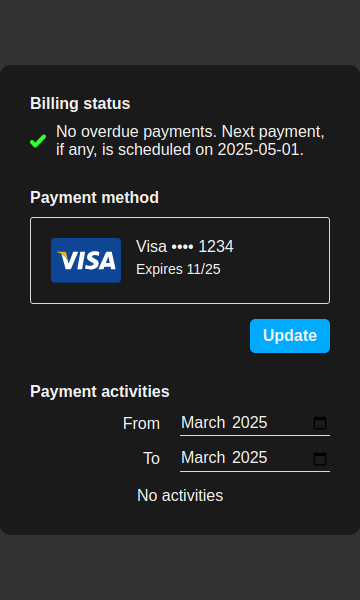 Billing status
No overdue payments. Next payment,
if any, is scheduled on 2025-05-01.
Payment method
VISA
Visa •••• 1234
Expires 11/25
Update
Payment activities
From March 2025
To March 2025
No activities